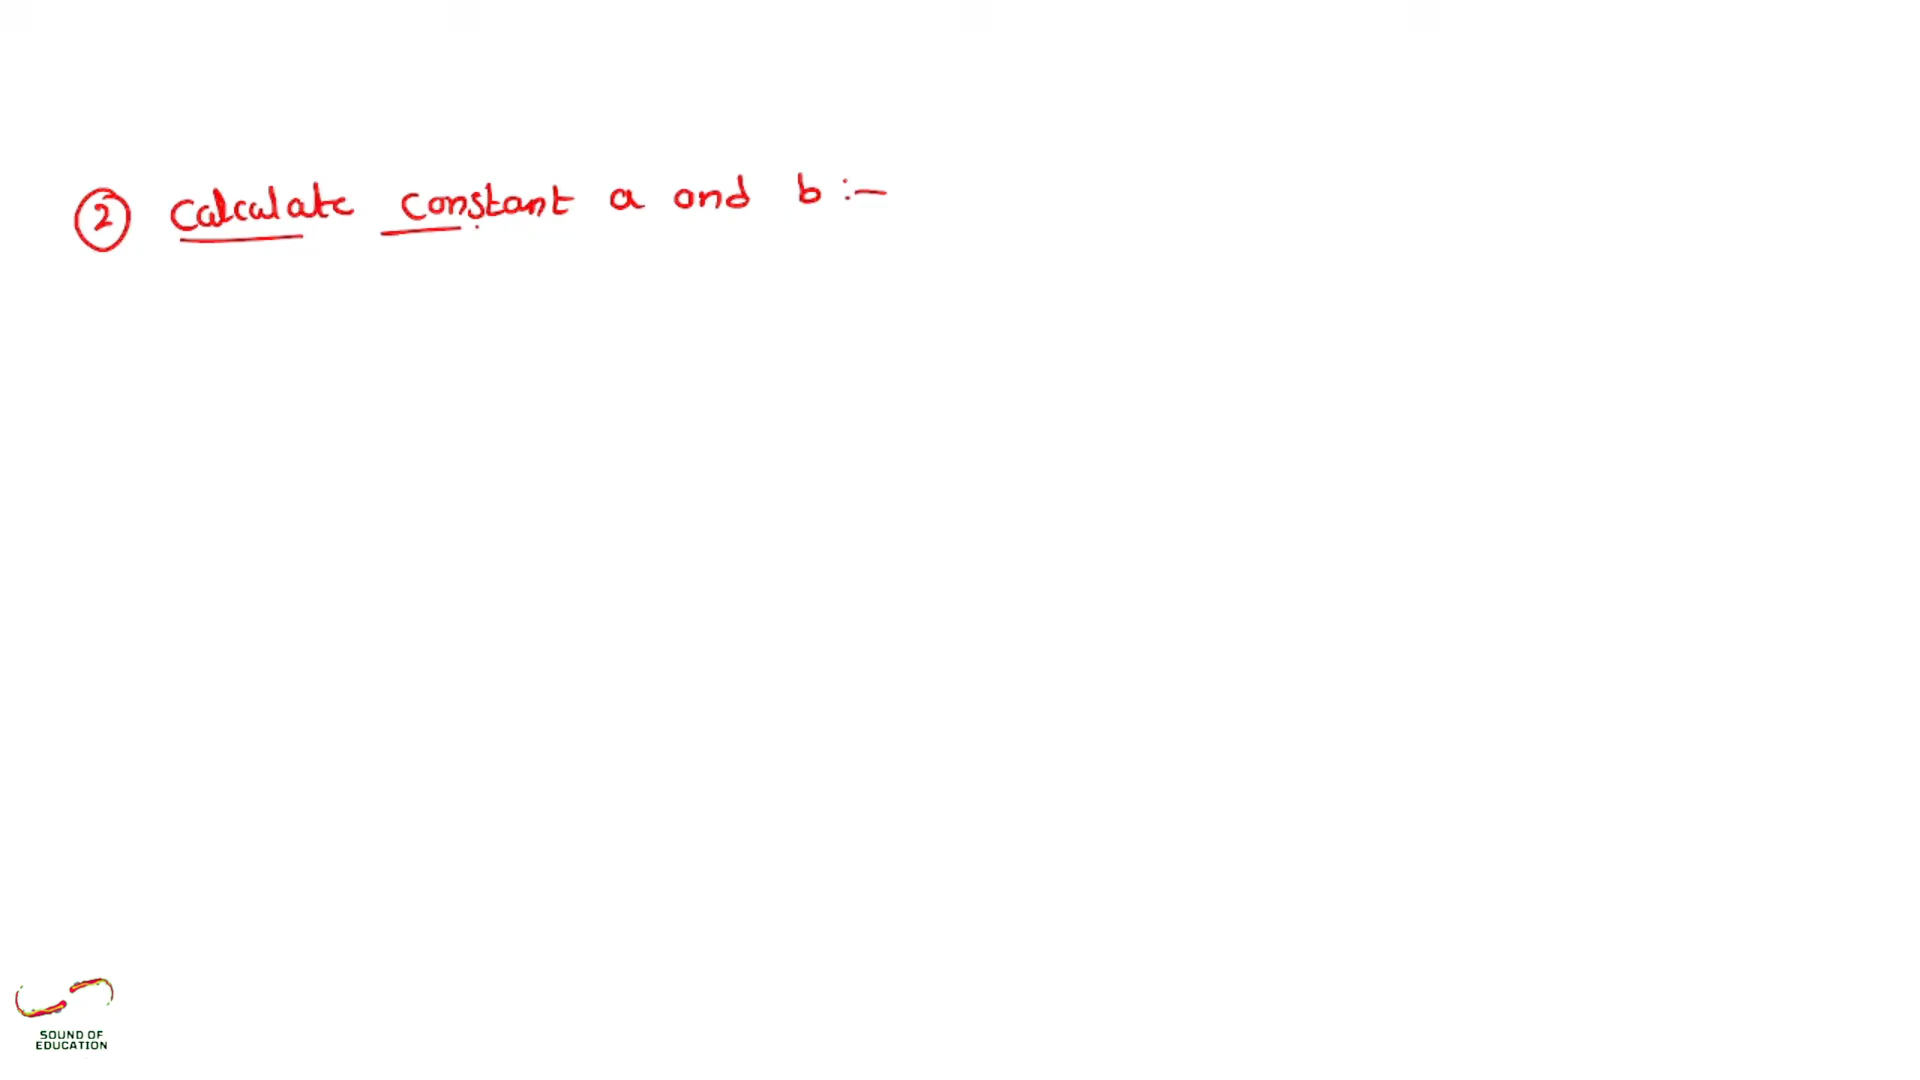 ② Calculate constant a and b :-
SOUND OF
EDUCATION